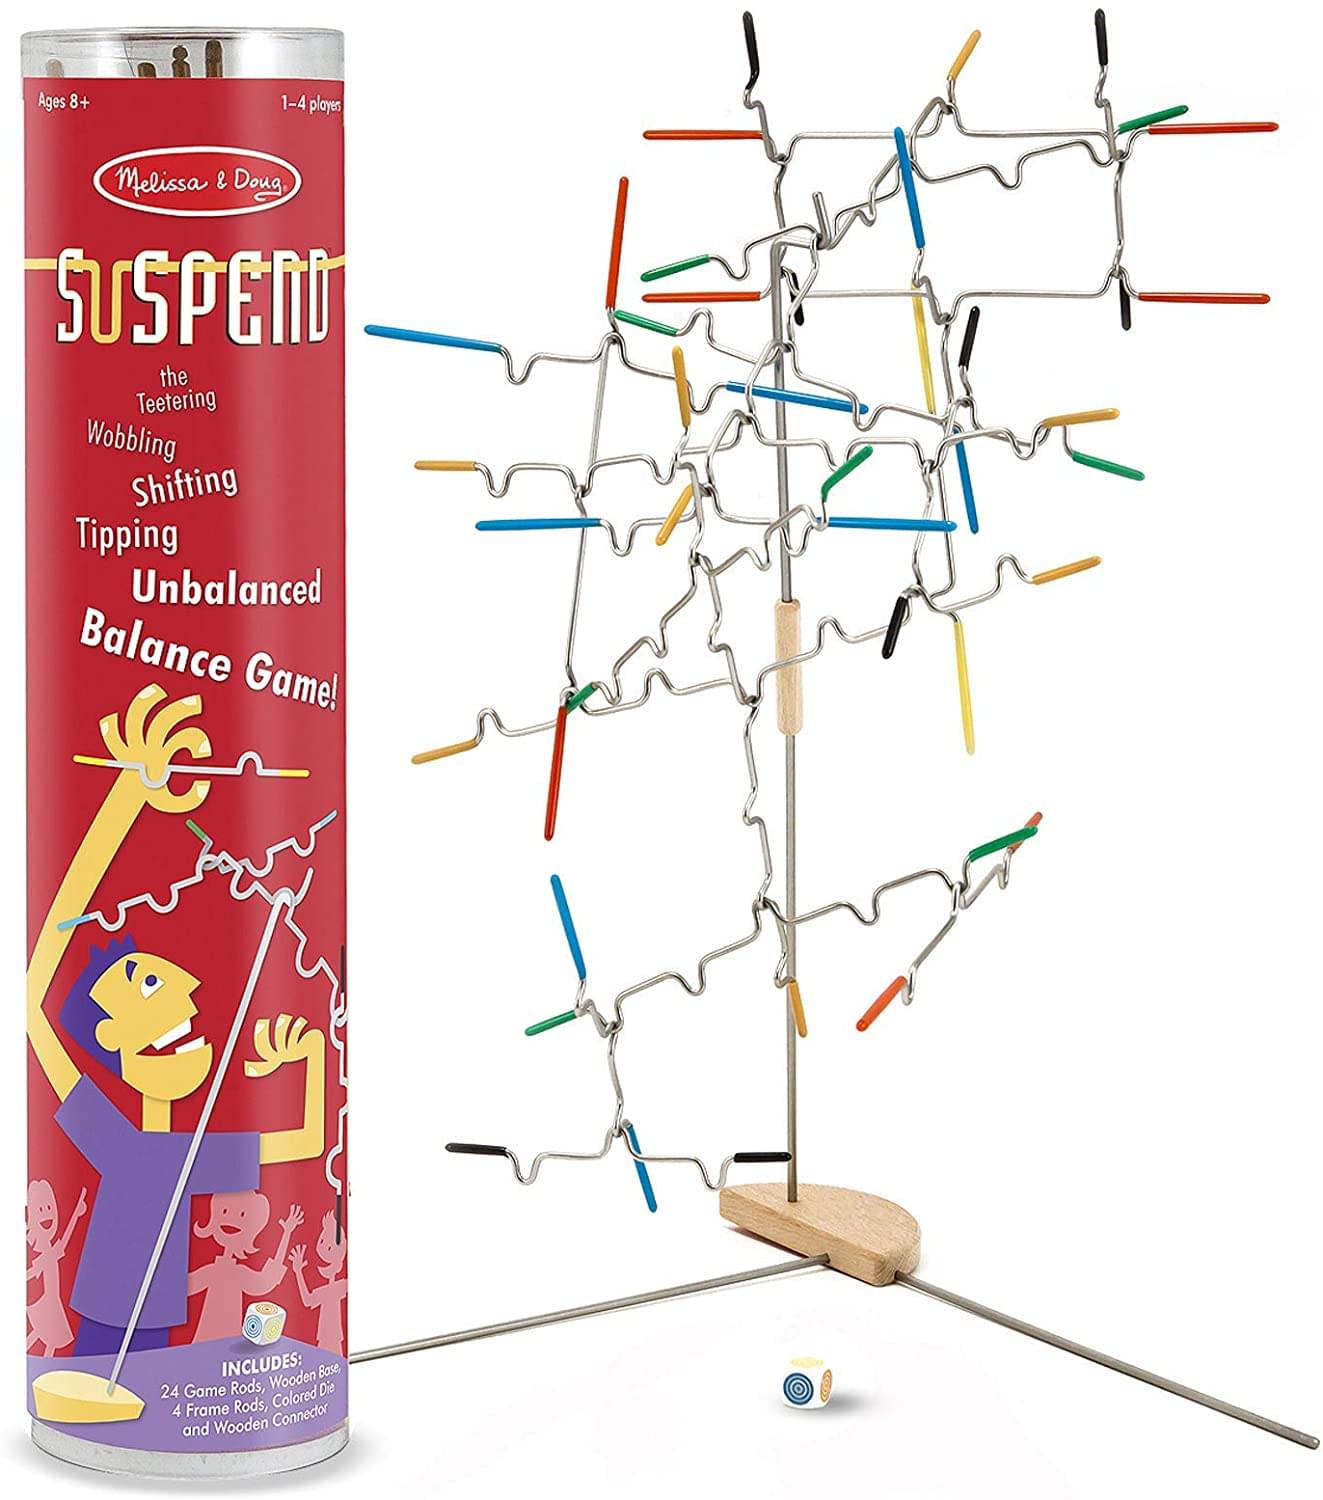 Ages 8+
1–4 players
Melissa & Doug
SUSPEND
the
Teetering
Wobbling
Shifting
Tipping
Unbalanced
Balance Game!
INCLUDES:
24 Game Rods, Wooden Base,
4 Frame Rods, Colored Die
and Wooden Connector